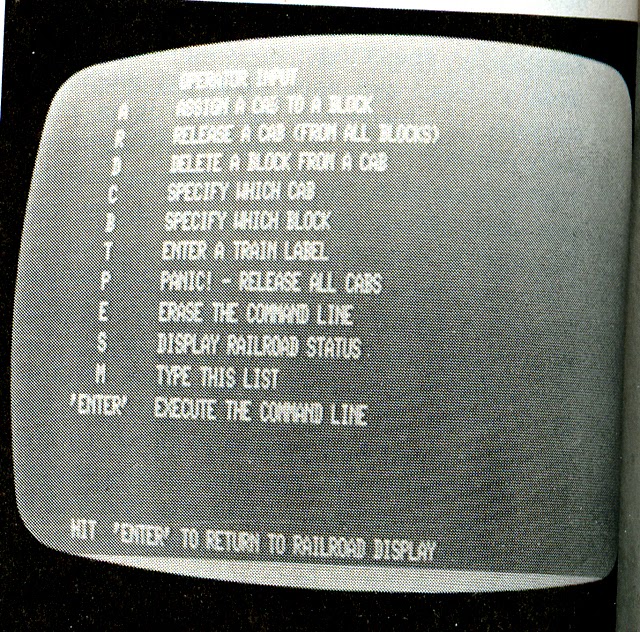 OPERATOR INPUT
A ASSIGN A CAB TO A BLOCK
R RELEASE A CAB (FROM ALL BLOCKS)
D DELETE A BLOCK FROM A CAB
C SPECIFY WHICH CAB
B SPECIFY WHICH BLOCK
T ENTER A TRAIN LABEL
P PANIC! - RELEASE ALL CABS
E ERASE THE COMMAND LINE
S DISPLAY RAILROAD STATUS
M TYPE THIS LIST
'ENTER' EXECUTE THE COMMAND LINE
HIT 'ENTER' TO RETURN TO RAILROAD DISPLAY